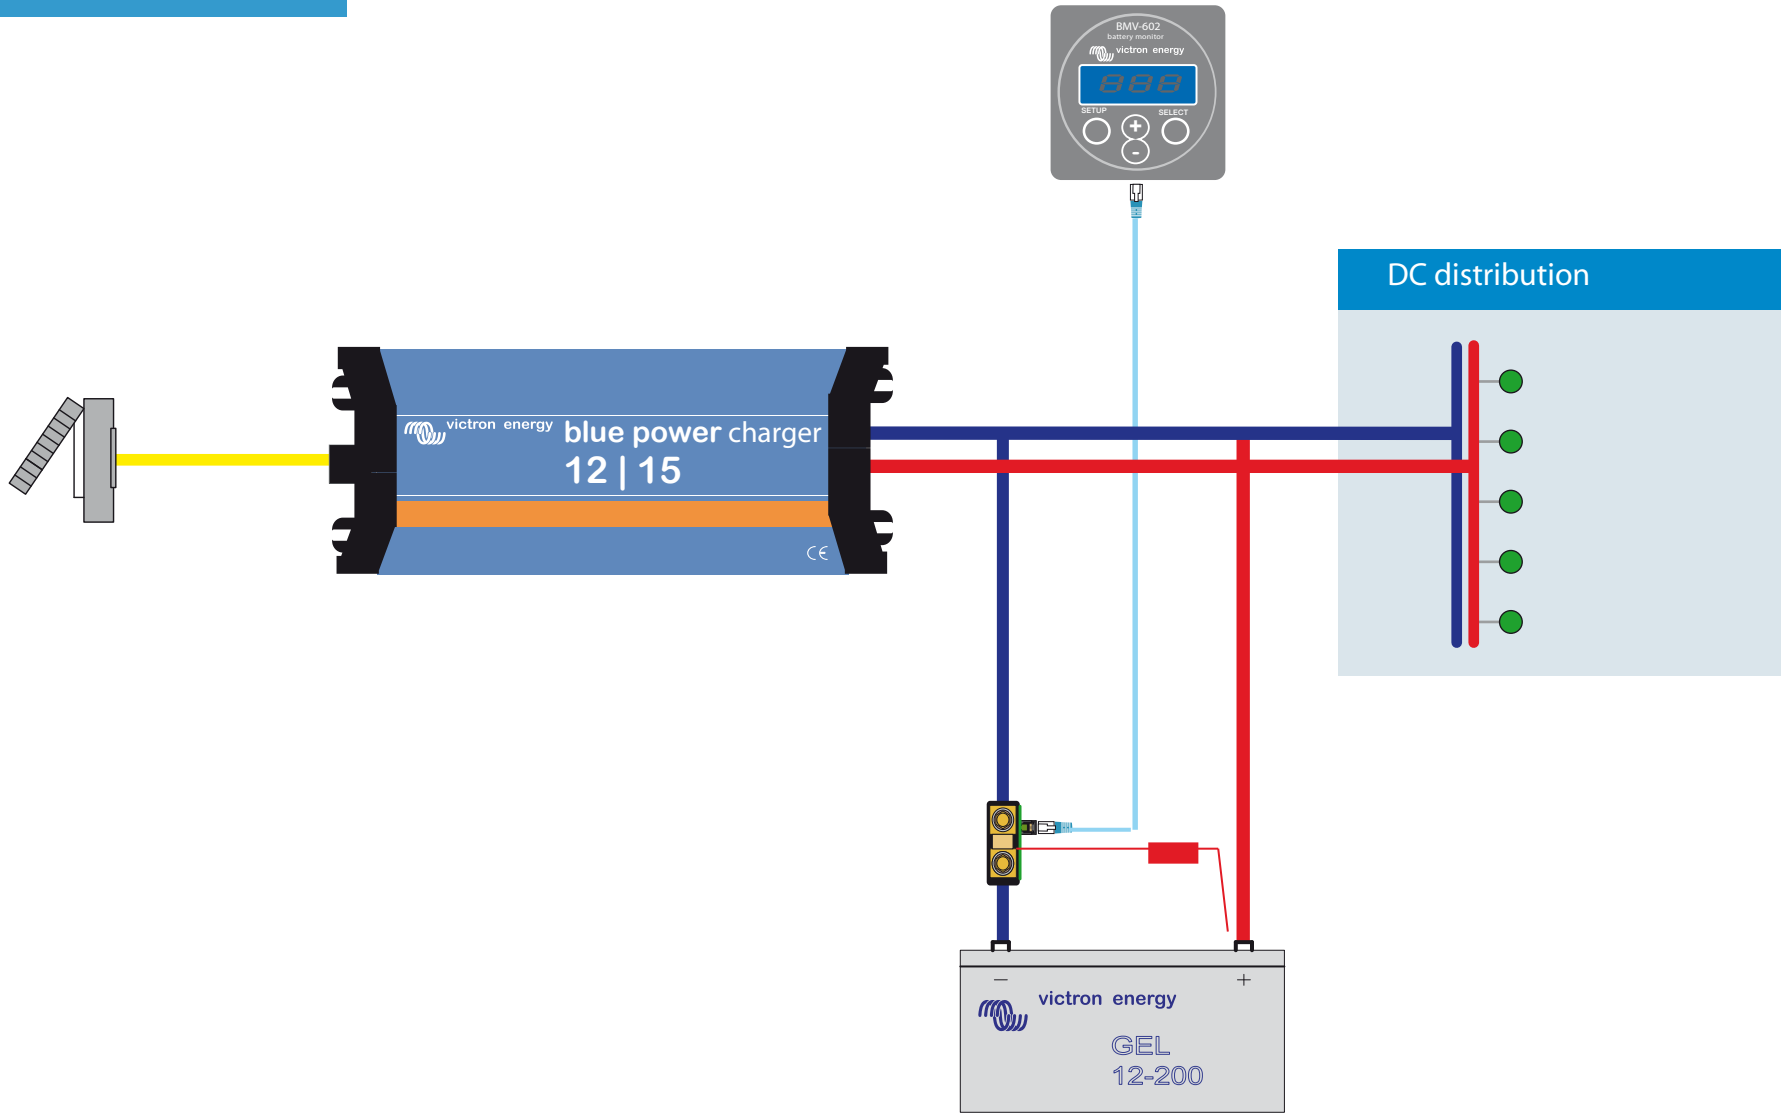 BMV-602
battery monitor
victron energy
888
SETUP
SELECT
+
-
DC distribution
victron energy
blue power charger
12 | 15
CE
— +
victron energy
GEL
12-200